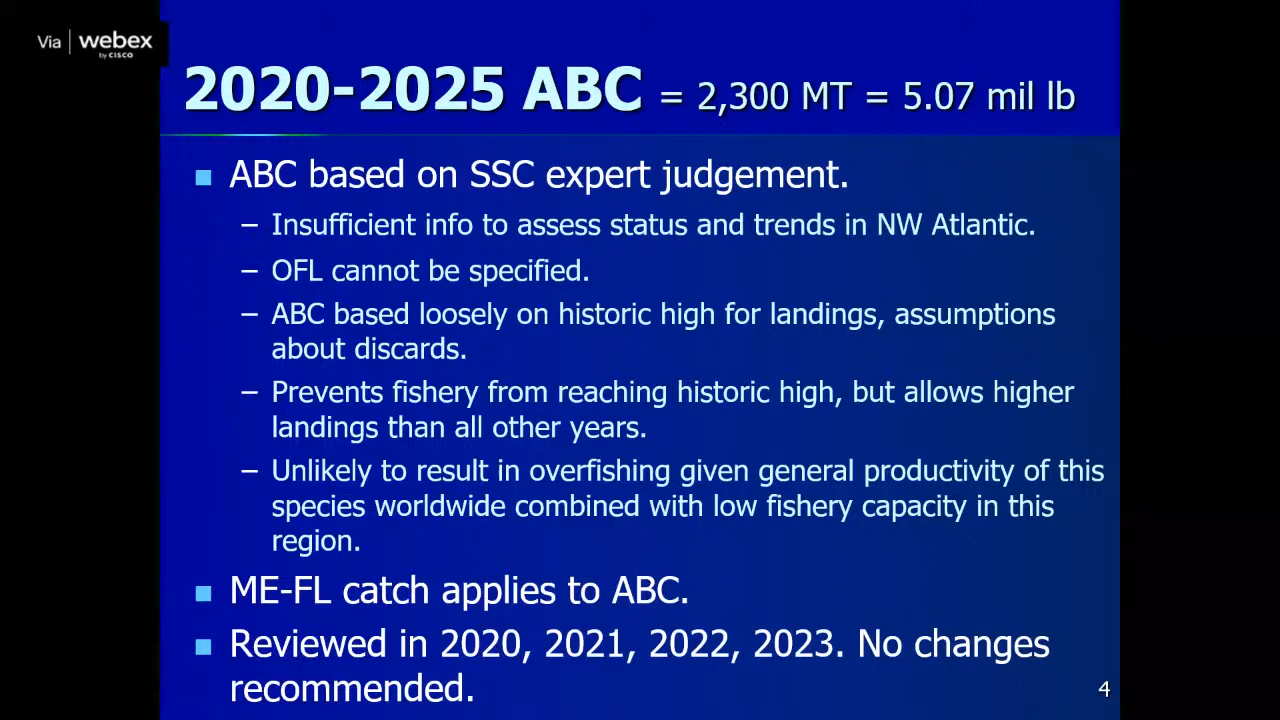 Via webex
by CISCO
2020-2025 ABC = 2,300 MT = 5.07 mil lb
■ ABC based on SSC expert judgement.
– Insufficient info to assess status and trends in NW Atlantic.
– OFL cannot be specified.
– ABC based loosely on historic high for landings, assumptions
about discards.
– Prevents fishery from reaching historic high, but allows higher
landings than all other years.
– Unlikely to result in overfishing given general productivity of this
species worldwide combined with low fishery capacity in this
region.
■ ME-FL catch applies to ABC.
■ Reviewed in 2020, 2021, 2022, 2023. No changes
recommended.
4